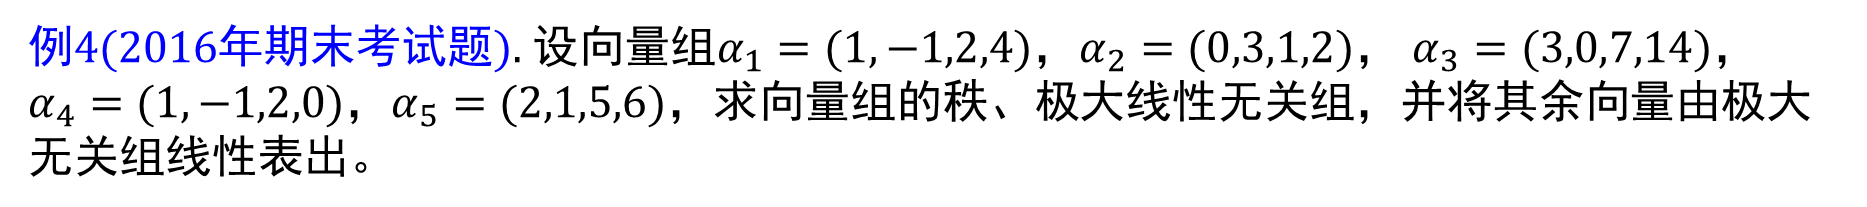 例4(2016年期末考试题). 设向量组α₁ = (1, −1,2,4)，α₂ = (0,3,1,2)， α₃ = (3,0,7,14)，
α₄ = (1, −1,2,0)，α₅ = (2,1,5,6)，求向量组的秩、极大线性无关组，并将其余向量由极大
无关组线性表出。